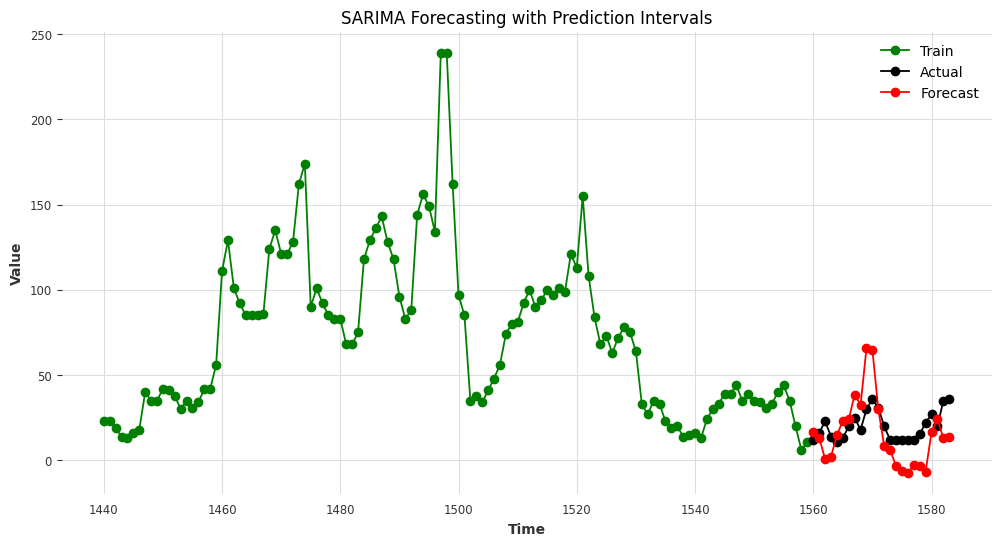 SARIMA Forecasting with Prediction Intervals
250
200
150
100
50
0
Value
Train
Actual
Forecast
1440 1460 1480 1500 1520 1540 1560 1580
Time